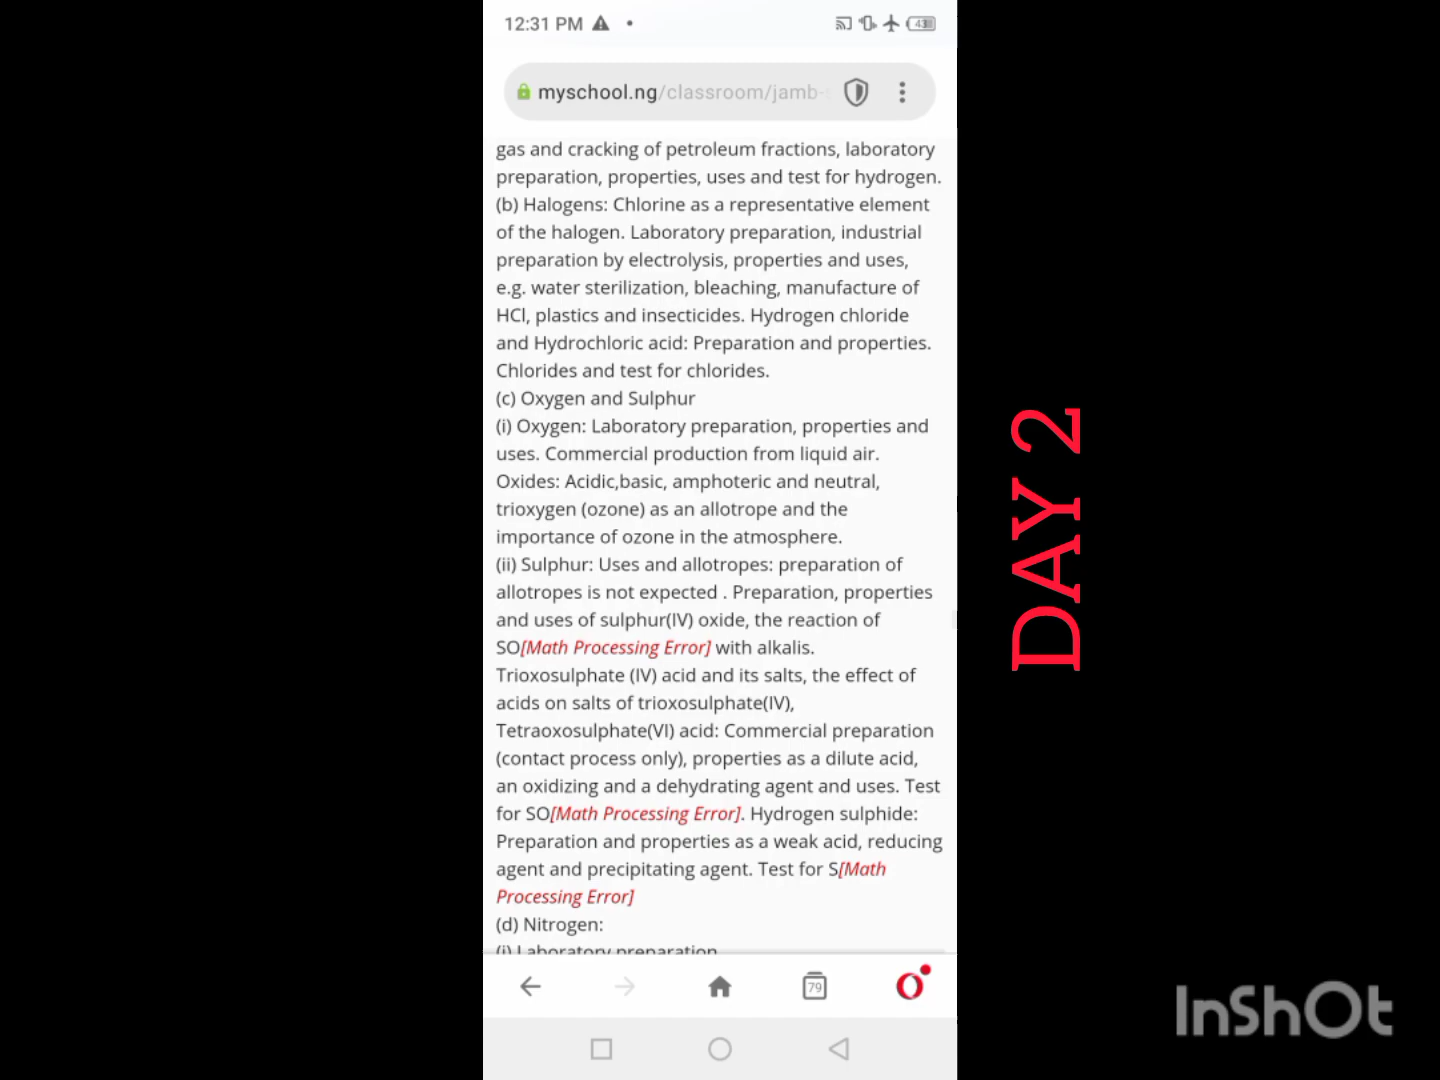 12:31 PM
43
myschool.ng/classroom/jamb-
gas and cracking of petroleum fractions, laboratory
preparation, properties, uses and test for hydrogen.
(b) Halogens: Chlorine as a representative element
of the halogen. Laboratory preparation, industrial
preparation by electrolysis, properties and uses,
e.g. water sterilization, bleaching, manufacture of
HCl, plastics and insecticides. Hydrogen chloride
and Hydrochloric acid: Preparation and properties.
Chlorides and test for chlorides.
(c) Oxygen and Sulphur
(i) Oxygen: Laboratory preparation, properties and
uses. Commercial production from liquid air.
Oxides: Acidic,basic, amphoteric and neutral,
trioxygen (ozone) as an allotrope and the
importance of ozone in the atmosphere.
(ii) Sulphur: Uses and allotropes: preparation of
allotropes is not expected . Preparation, properties
and uses of sulphur(IV) oxide, the reaction of
SO[Math Processing Error] with alkalis.
Trioxosulphate (IV) acid and its salts, the effect of
acids on salts of trioxosulphate(IV),
Tetraoxosulphate(VI) acid: Commercial preparation
(contact process only), properties as a dilute acid,
an oxidizing and a dehydrating agent and uses. Test
for SO[Math Processing Error]. Hydrogen sulphide:
Preparation and properties as a weak acid, reducing
agent and precipitating agent. Test for S[Math
Processing Error]
(d) Nitrogen:
(i) Laboratory preparation
79
DAY 2
InShOt